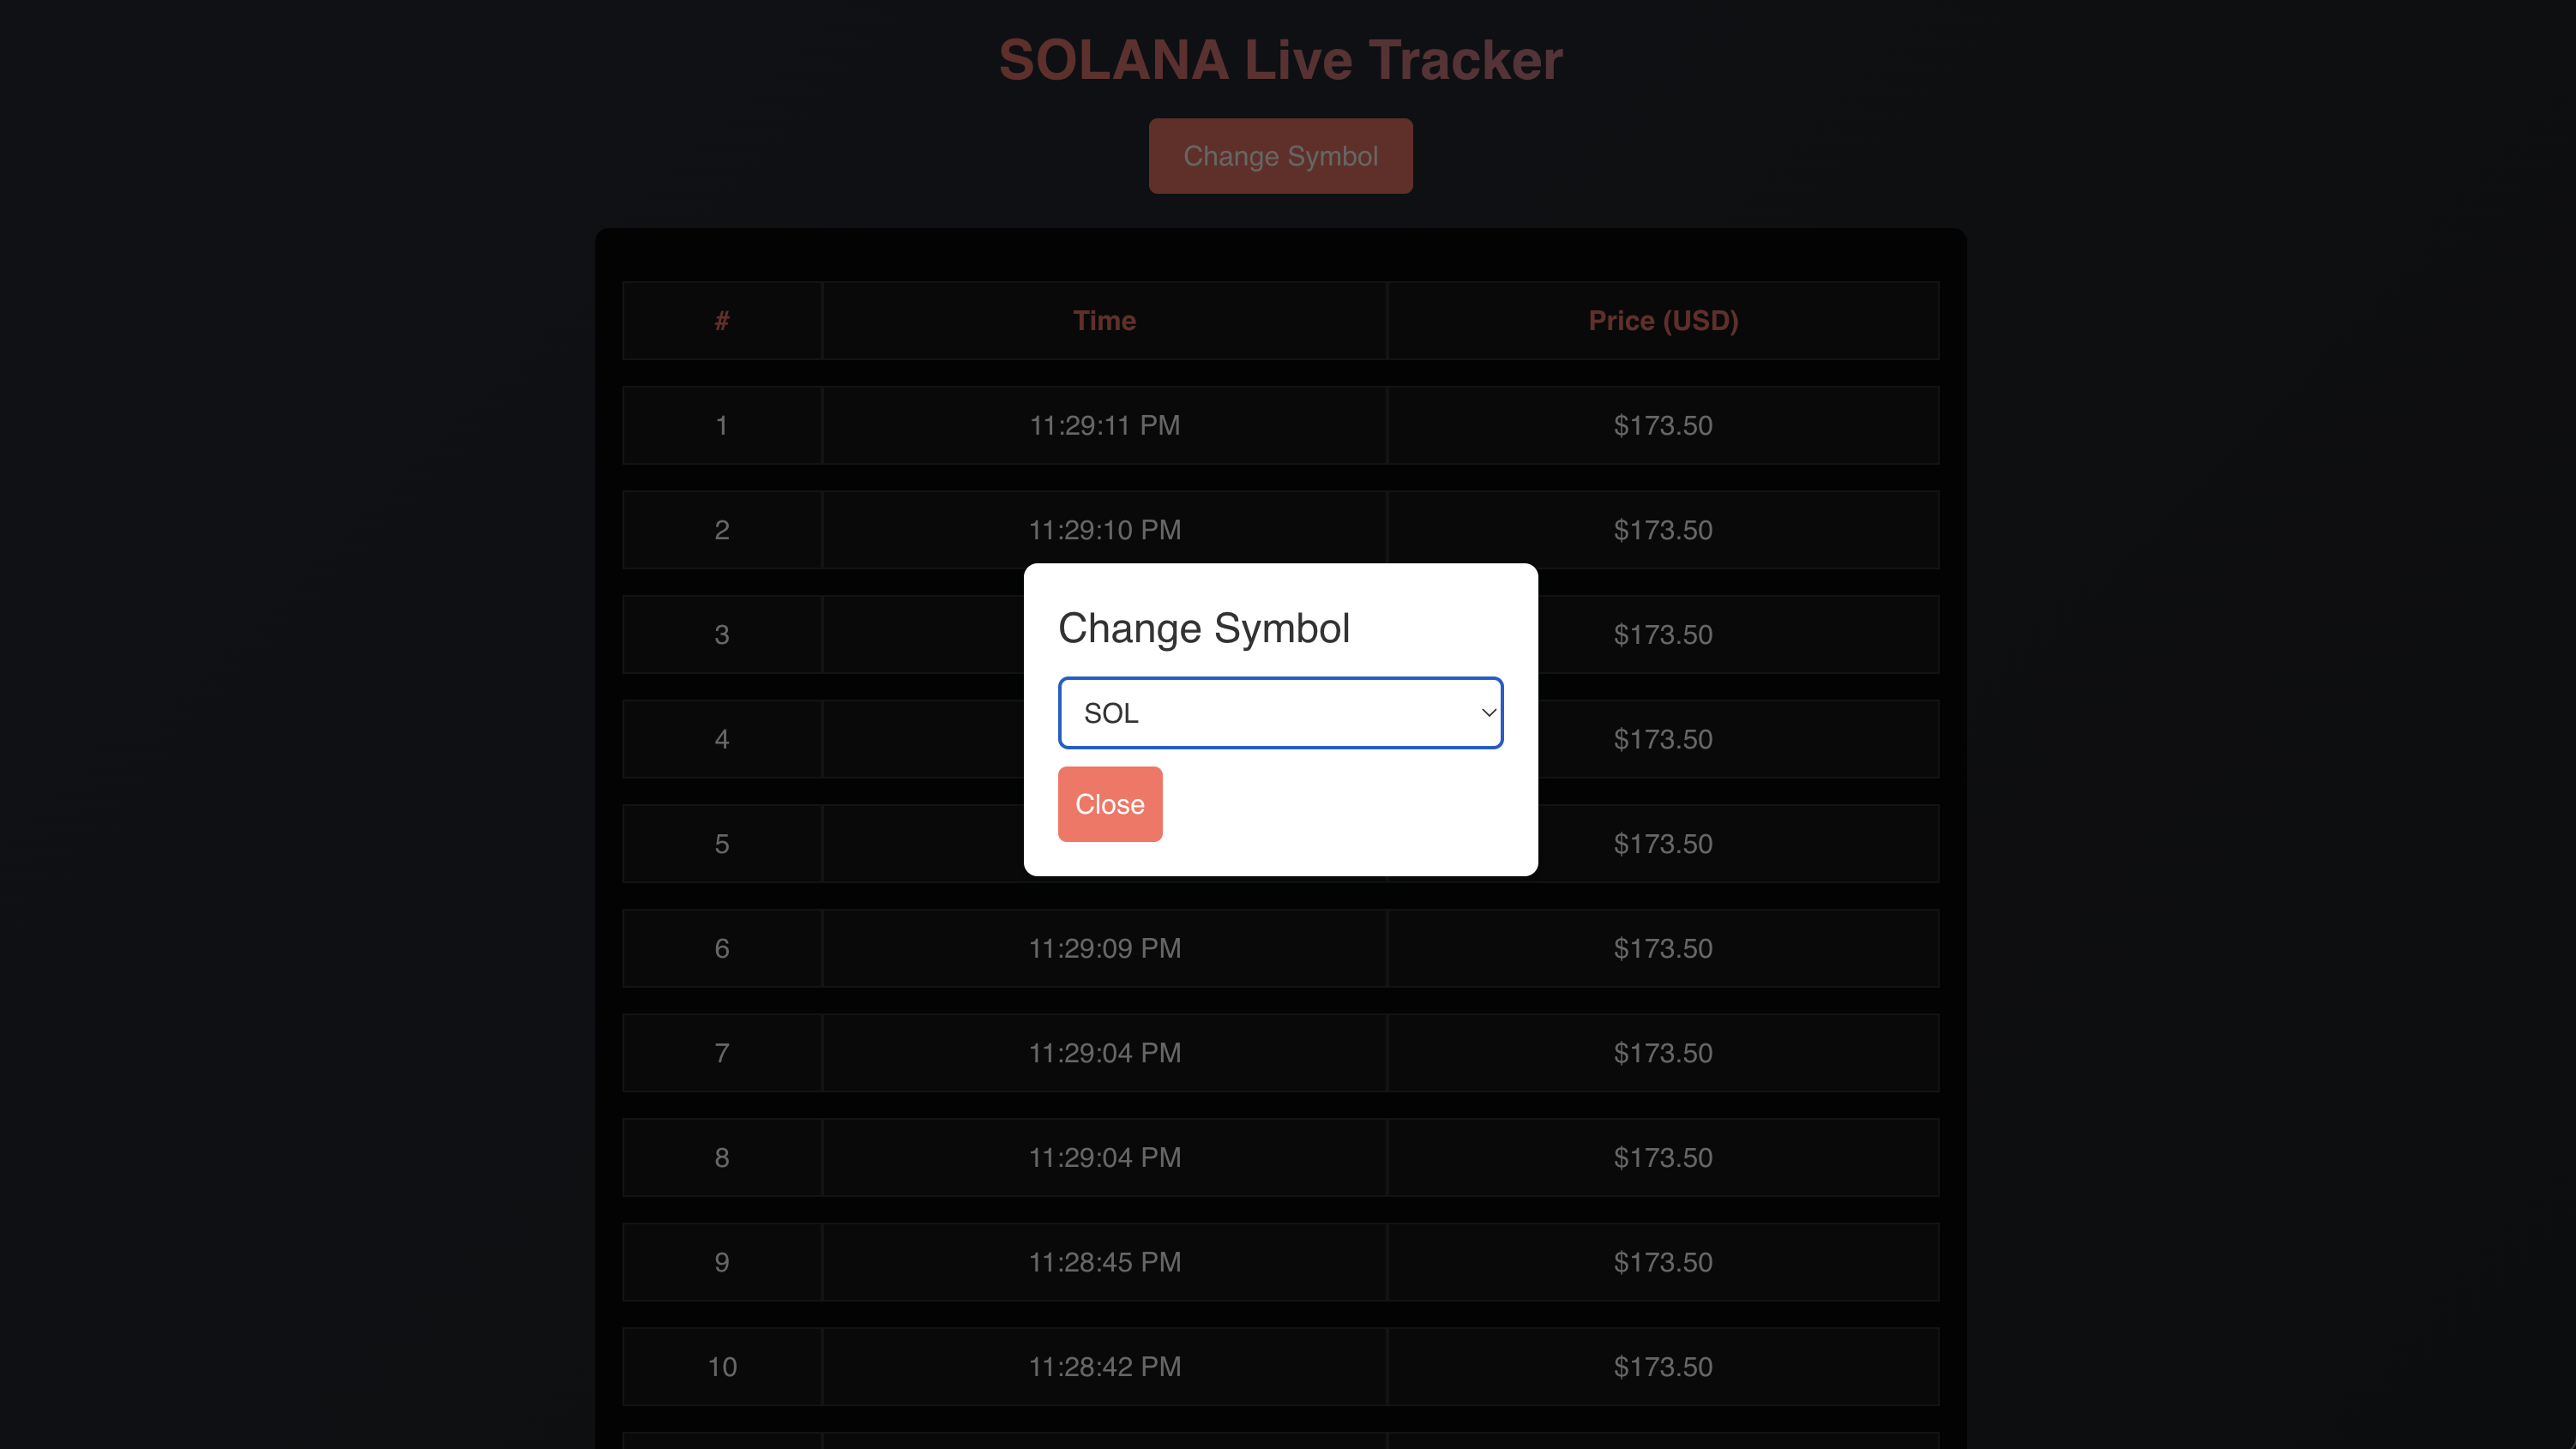 SOLANA Live Tracker
Change Symbol
# Time Price (USD)
1 11:29:11 PM $173.50
2 11:29:10 PM $173.50
3 $173.50
4 $173.50
5 $173.50
Change Symbol
SOL
Close
6 11:29:09 PM $173.50
7 11:29:04 PM $173.50
8 11:29:04 PM $173.50
9 11:28:45 PM $173.50
10 11:28:42 PM $173.50